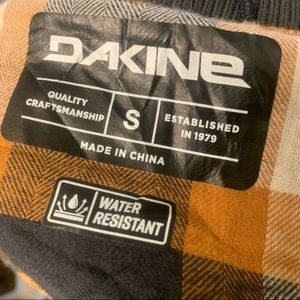 DAKINE
QUALITY
CRAFTSMANSHIP
S
ESTABLISHED
IN 1979
MADE IN CHINA
WATER
RESISTANT